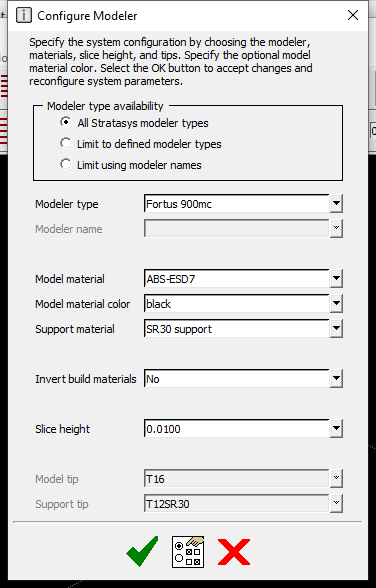 Configure Modeler
Specify the system configuration by choosing the modeler,
materials, slice height, and tips. Specify the optional model
material color. Select the OK button to accept changes and
reconfigure system parameters.
Modeler type availability
All Stratasys modeler types
Limit to defined modeler types
Limit using modeler names
Modeler type Fortus 900mc
Modeler name
Model material ABS-ESD7
Model material color black
Support material SR30 support
Invert build materials No
Slice height 0.0100
Model tip T16
Support tip T12SR30